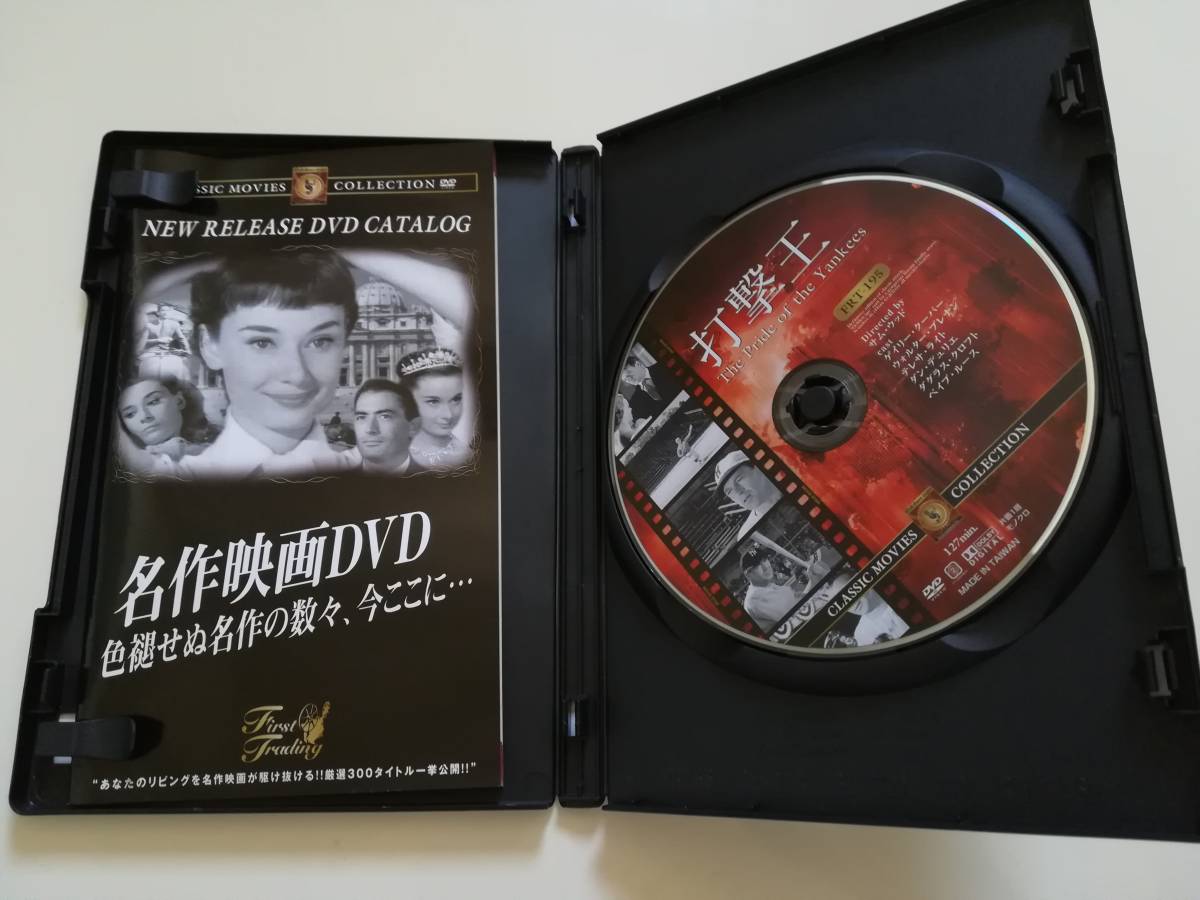 SSIC MOVIES COLLECTION DVD
NEW RELEASE DVD CATALOG
名作映画DVD
色褪せぬ名作の数々、今ここに…
First
Trading
“あなたのリビングを名作映画が駆け抜ける!!厳選300タイトル一挙公開!!”
打撃王
The Pride of the Yankees
FRT-195
Directed by
サム・ウッド
cast
ゲイリー・クーパー
ウォルター・ブレナン
テレサ・ライト
ダン・デュリエ
ダグラス・クロフト
ベイブ・ルース
CLASSIC MOVIES COLLECTION
127min.
DOLBY
DIGITAL
片面1層
モノクロ
DVD
2
MADE IN TAIWAN